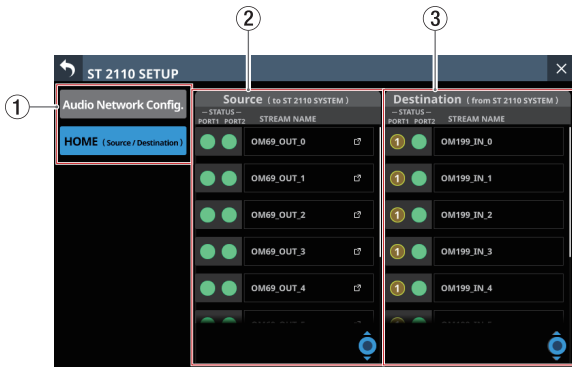 ②
③
①
ST 2110 SETUP
Audio Network Config.
HOME ( Source / Destination )
Source ( to ST 2110 SYSTEM )
-- STATUS --
PORT1 PORT2 STREAM NAME
OM69_OUT_0
OM69_OUT_1
OM69_OUT_2
OM69_OUT_3
OM69_OUT_4
Destination ( from ST 2110 SYSTEM )
-- STATUS --
PORT1 PORT2 STREAM NAME
1 OM199_IN_0
1 OM199_IN_1
1 OM199_IN_2
1 OM199_IN_3
1 OM199_IN_4